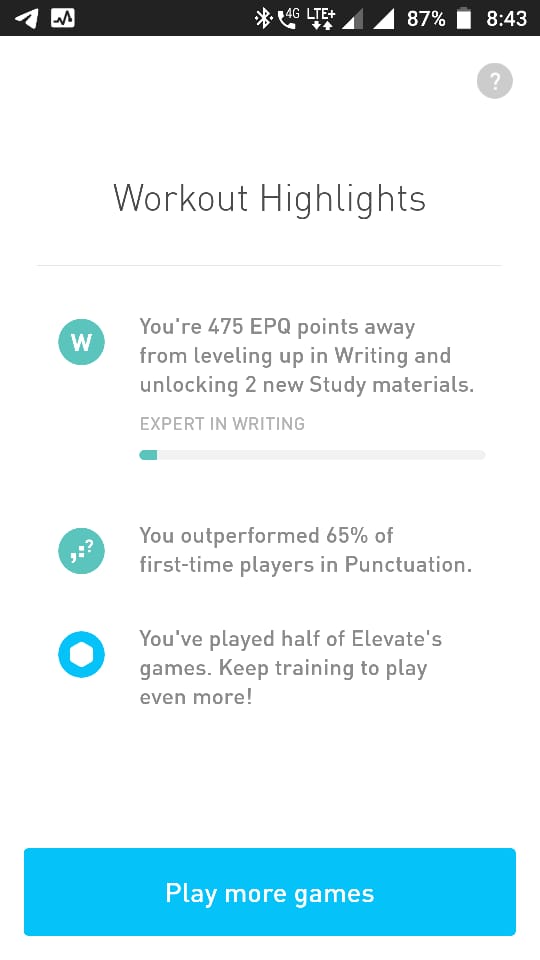 4G LTE+ 87% 8:43
?
Workout Highlights
W
You're 475 EPQ points away
from leveling up in Writing and
unlocking 2 new Study materials.
EXPERT IN WRITING
,:?
You outperformed 65% of
first-time players in Punctuation.
You've played half of Elevate's
games. Keep training to play
even more!
Play more games